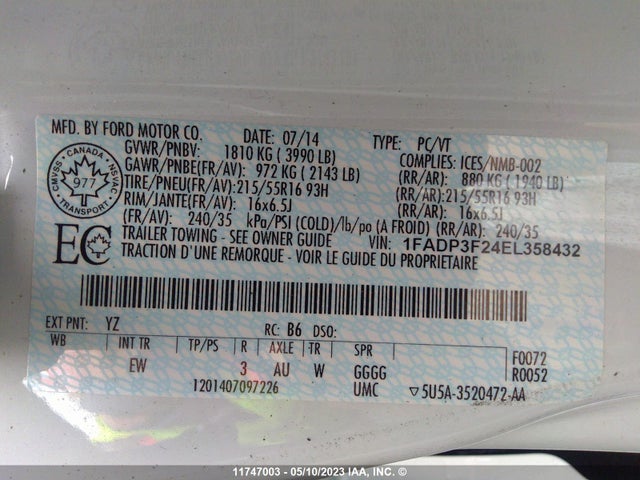 MFD. BY FORD MOTOR CO. DATE: 07/14 TYPE: PC/VT
GVWR/PNBV: 1810 KG ( 3990 LB) COMPLIES: ICES/NMB-002
GAWR/PNBE(FR/AV): 972 KG ( 2143 LB) (RR/AR): 880 KG ( 1940 LB)
TIRE/PNEU(FR/AV):215/55R16 93H (RR/AR):215/55R16 93H
RIM/JANTE(FR/AV): 16x6.5J (RR/AR): 16x6.5J
(FR/AV): 240/35 kPa/PSI (COLD)/lb/po (A FROID) (RR/AR): 240/35
TRAILER TOWING - SEE OWNER GUIDE VIN: 1FADP3F24EL358432
TRACTION D'UNE REMORQUE - VOIR LE GUIDE DU PROPRIETAIRE
CMVSS • CANADA • NSVAC
977
TRANSPORT
EC
EXT PNT: YZ RC: B6 DSO:
WB INT TR TP/PS R AXLE TR SPR F0072
EW 3 AU W GGGG R0052
1201407097226 UMC ▽5U5A-3520472-AA
11747003 - 05/10/2023 IAA, INC. ©